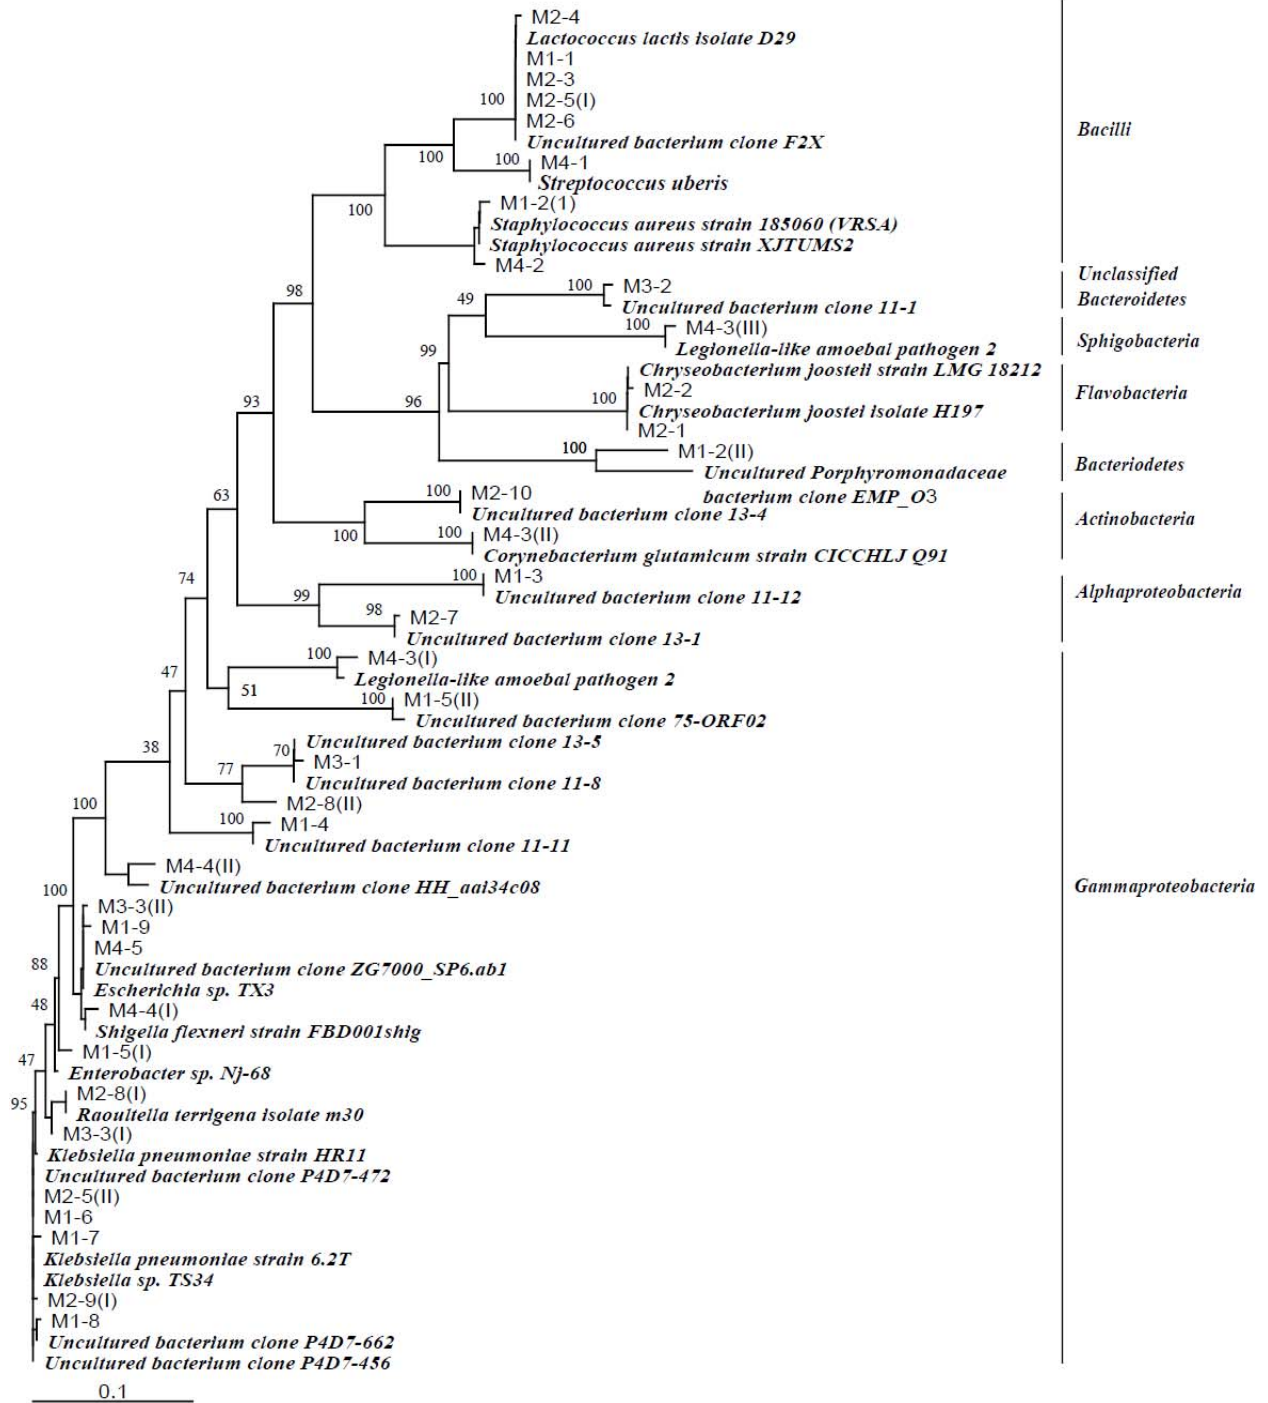 M2-4
Lactococcus lactis isolate D29
M1-1
M2-3
100
M2-5(I)
M2-6
Bacilli
Uncultured bacterium clone F2X
100
100
M4-1
Streptococcus uberis
M1-2(1)
100
Staphylococcus aureus strain 185060 (VRSA)
Staphylococcus aureus strain XJTUMS2
M4-2
Unclassified
Bacteroidetes
98
49
100
M3-2
Uncultured bacterium clone 11-1
100
M4-3(III)
Sphigobacteria
99
Legionella-like amoebal pathogen 2
Chryseobacterium joosteii strain LMG 18212
M2-2
Flavobacteria
93
96
100
Chryseobacterium joostei isolate H197
M2-1
100
M1-2(II)
Bacteriodetes
Uncultured Porphyromonadaceae
bacterium clone EMP_O3
63
100
M2-10
Uncultured bacterium clone 13-4
Actinobacteria
100
100
M4-3(II)
Corynebacterium glutamicum strain CICCHLJ Q91
74
100
M1-3
Alphaproteobacteria
99
Uncultured bacterium clone 11-12
98
M2-7
Uncultured bacterium clone 13-1
100
M4-3(I)
47
Legionella-like amoebal pathogen 2
51
100
M1-5(II)
Uncultured bacterium clone 75-ORF02
38
70
Uncultured bacterium clone 13-5
M3-1
77
Uncultured bacterium clone 11-8
M2-8(II)
100
100
M1-4
Uncultured bacterium clone 11-11
M4-4(II)
Uncultured bacterium clone HH_aai34c08
Gammaproteobacteria
100
M3-3(II)
M1-9
M4-5
88
Uncultured bacterium clone ZG7000_SP6.ab1
Escherichia sp. TX3
48
M4-4(I)
Shigella flexneri strain FBD001shig
M1-5(I)
47
Enterobacter sp. Nj-68
M2-8(I)
95
Raoultella terrigena isolate m30
M3-3(I)
Klebsiella pneumoniae strain HR11
Uncultured bacterium clone P4D7-472
M2-5(II)
M1-6
M1-7
Klebsiella pneumoniae strain 6.2T
Klebsiella sp. TS34
M2-9(I)
M1-8
Uncultured bacterium clone P4D7-662
Uncultured bacterium clone P4D7-456
0.1